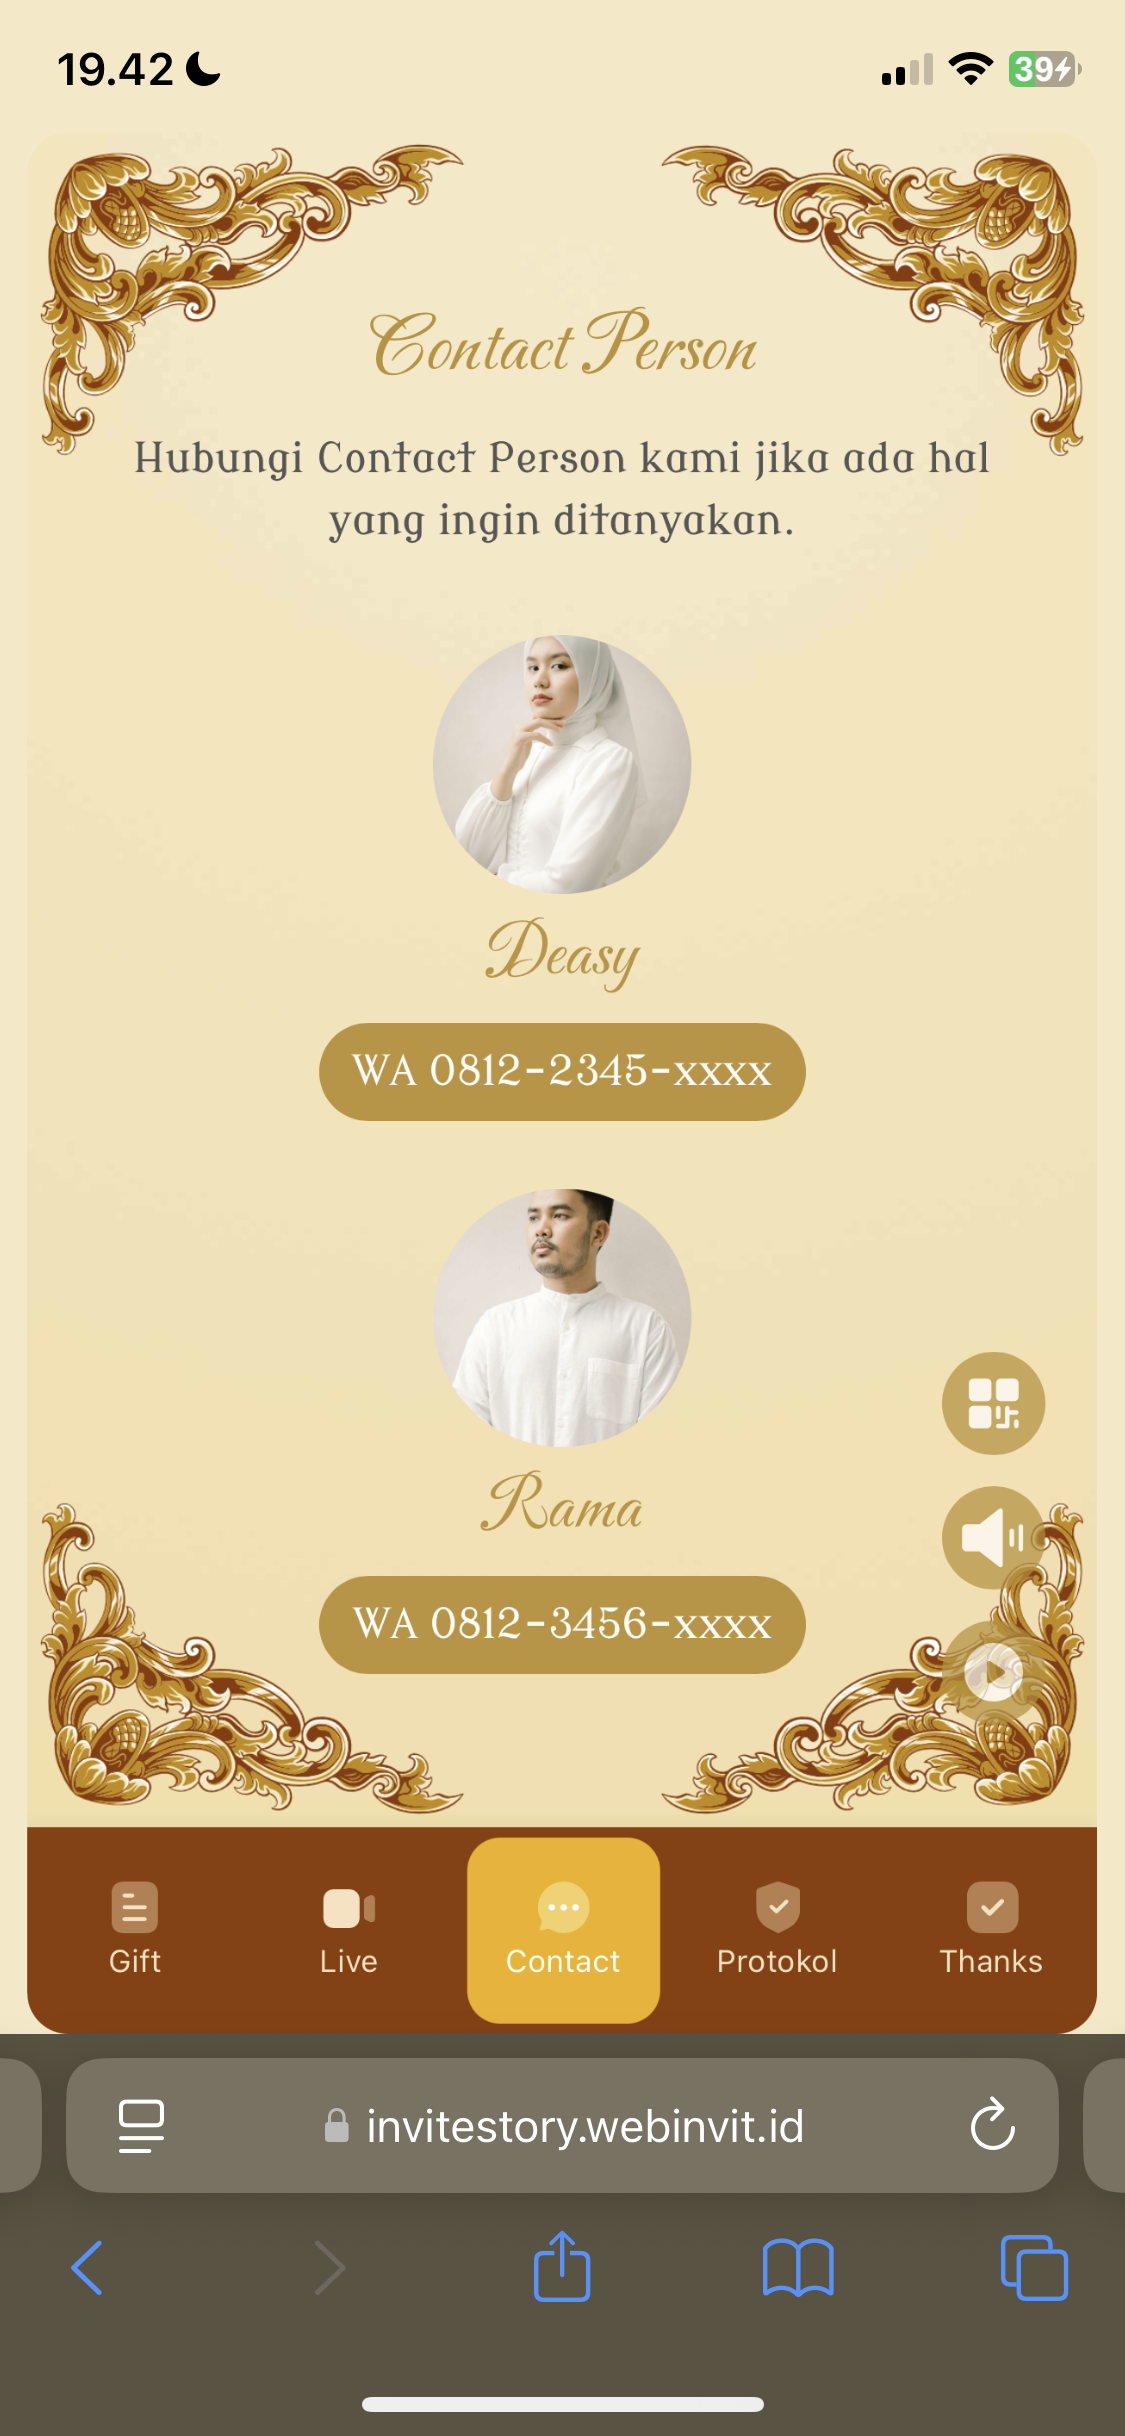 19.42
39
Contact Person
Hubungi Contact Person kami jika ada hal
yang ingin ditanyakan.
Deasy
WA 0812-2345-xxxx
Rama
WA 0812-3456-xxxx
Gift
Live
Contact
Protokol
Thanks
invitestory.webinvit.id